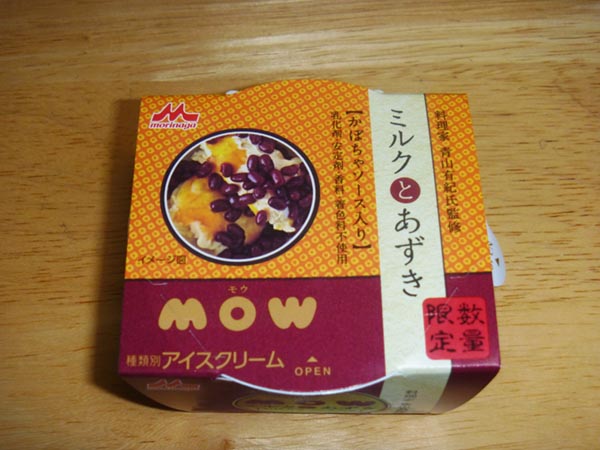 morinaga
料理家 青山有紀氏監修
ミルクとあずき
【かぼちゃソース入り】
乳化剤・安定剤・香料・着色料不使用
イメージ図
モウ
MOW
数量
限定
種類別 アイスクリーム
▲
OPEN
MOW